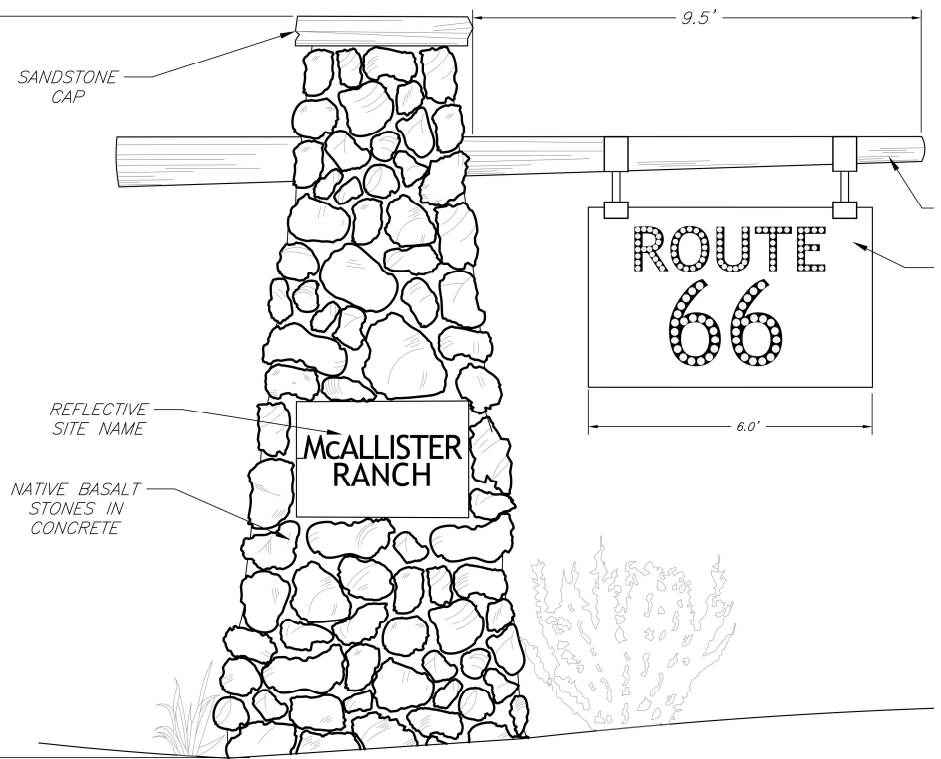 9.5'
SANDSTONE
CAP
ROUTE
66
6.0'
REFLECTIVE
SITE NAME
McALLISTER
RANCH
NATIVE BASALT
STONES IN
CONCRETE